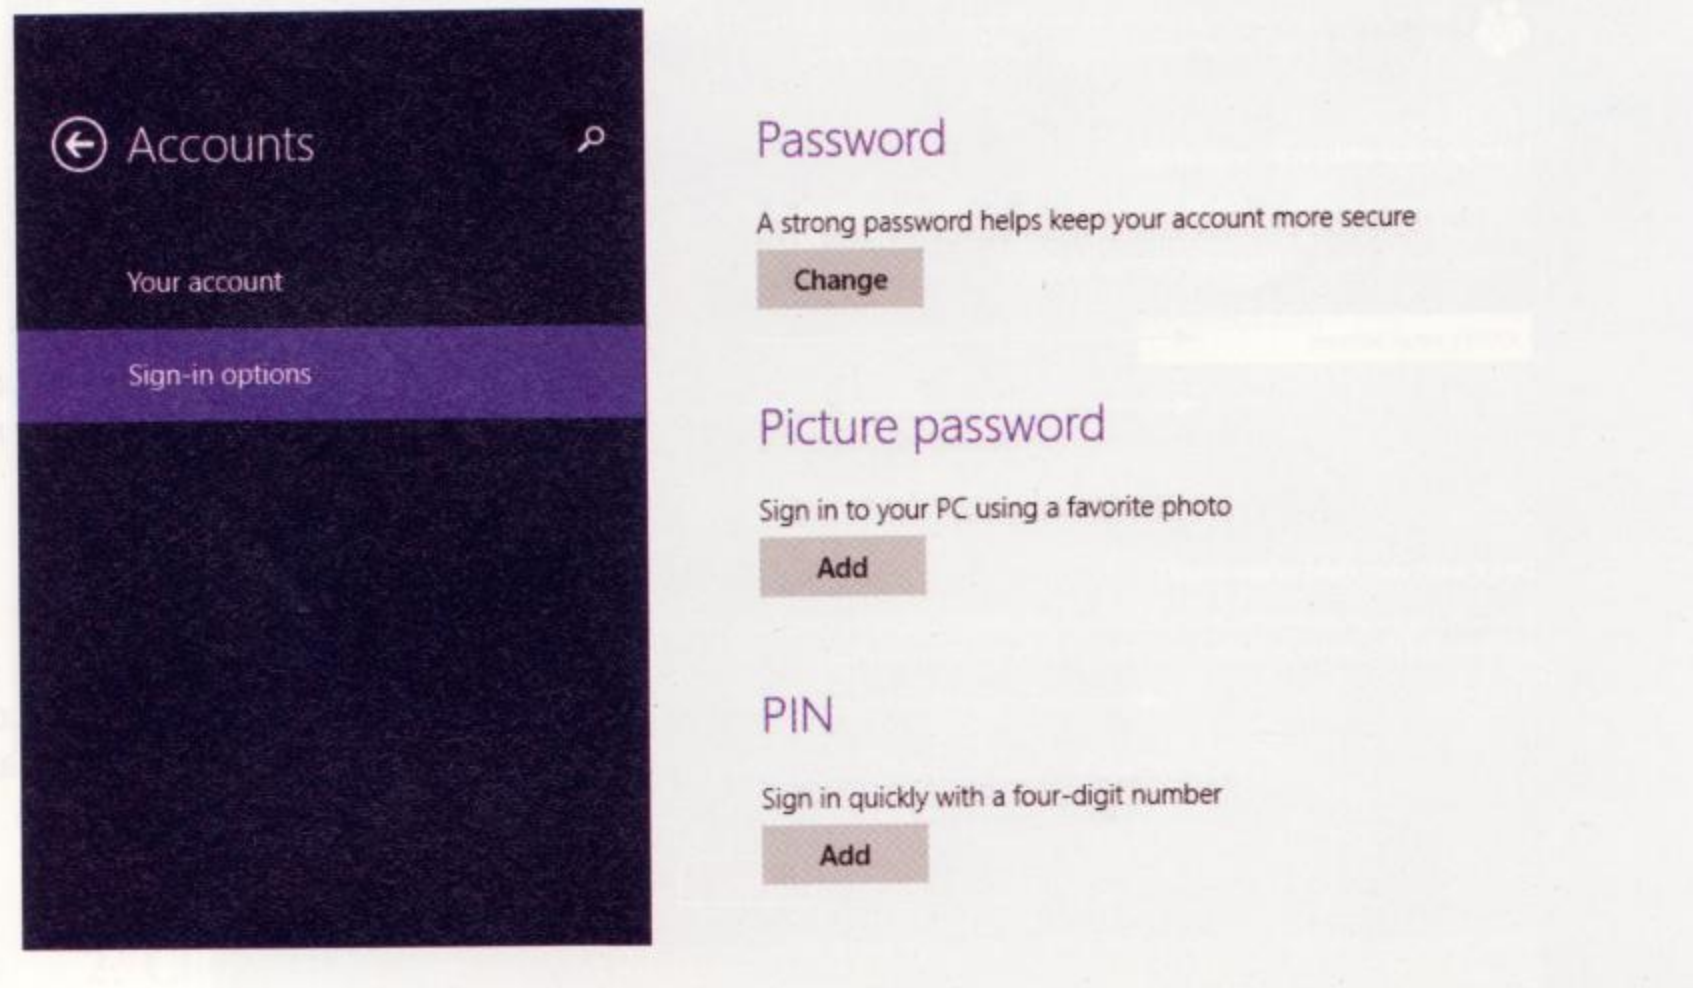 Accounts
Your account
Sign-in options
Password
A strong password helps keep your account more secure
Change
Picture password
Sign in to your PC using a favorite photo
Add
PIN
Sign in quickly with a four-digit number
Add